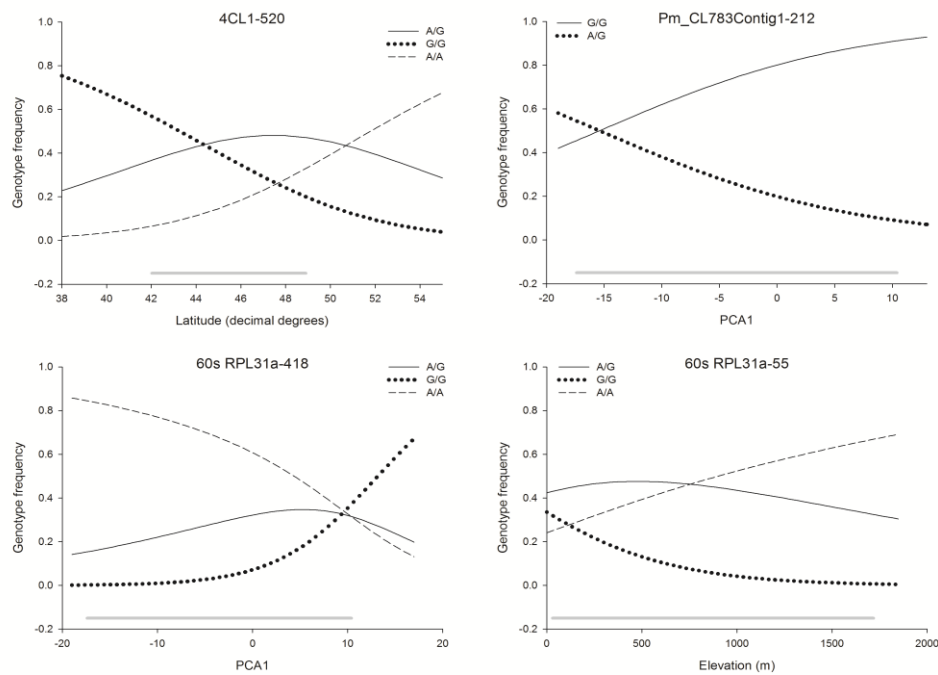 4CL1-520
A/G
G/G
A/A
1.0
0.8
0.6
0.4
0.2
0.0
-0.2
Genotype frequency
38 40 42 44 46 48 50 52 54
Latitude (decimal degrees)
Pm_CL783Contig1-212
G/G
A/G
1.0
0.8
0.6
0.4
0.2
0.0
-0.2
Genotype frequency
-20 -15 -10 -5 0 5 10
PCA1
60s RPL31a-418
A/G
G/G
A/A
1.0
0.8
0.6
0.4
0.2
0.0
-0.2
Genotype frequency
-20 -10 0 10 20
PCA1
60s RPL31a-55
A/G
G/G
A/A
1.0
0.8
0.6
0.4
0.2
0.0
-0.2
Genotype frequency
0 500 1000 1500 2000
Elevation (m)